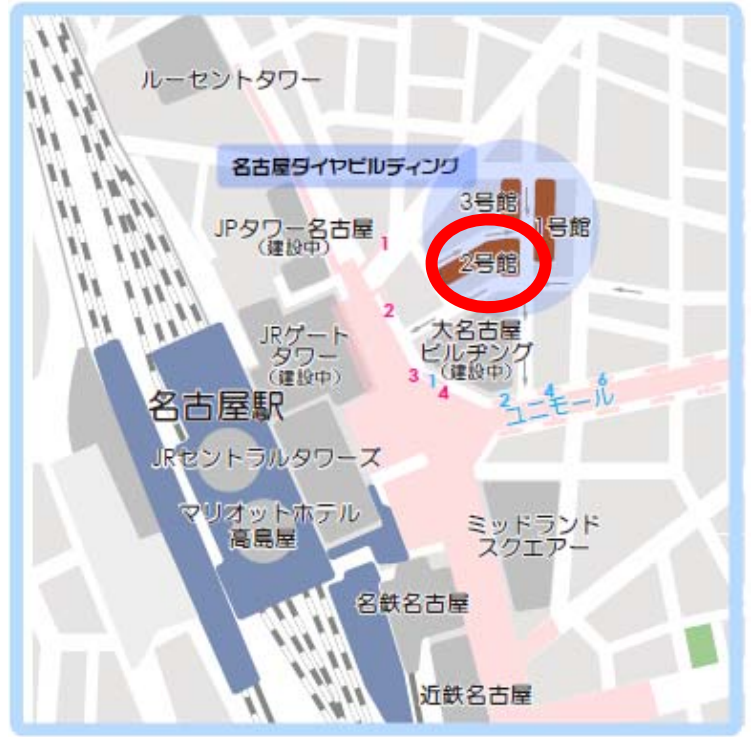 ルーセントタワー
名古屋ダイヤビルディング
3号館
JPタワー名古屋
（建設中）
1
1号館
2号館
2
大名古屋
ビルヂング
（建設中）
JRゲート
タワー
（建設中）
3
1
4
2
4
6
ユニモール
名古屋駅
JRセントラルタワーズ
マリオットホテル
高島屋
ミッドランド
スクエアー
名鉄名古屋
近鉄名古屋